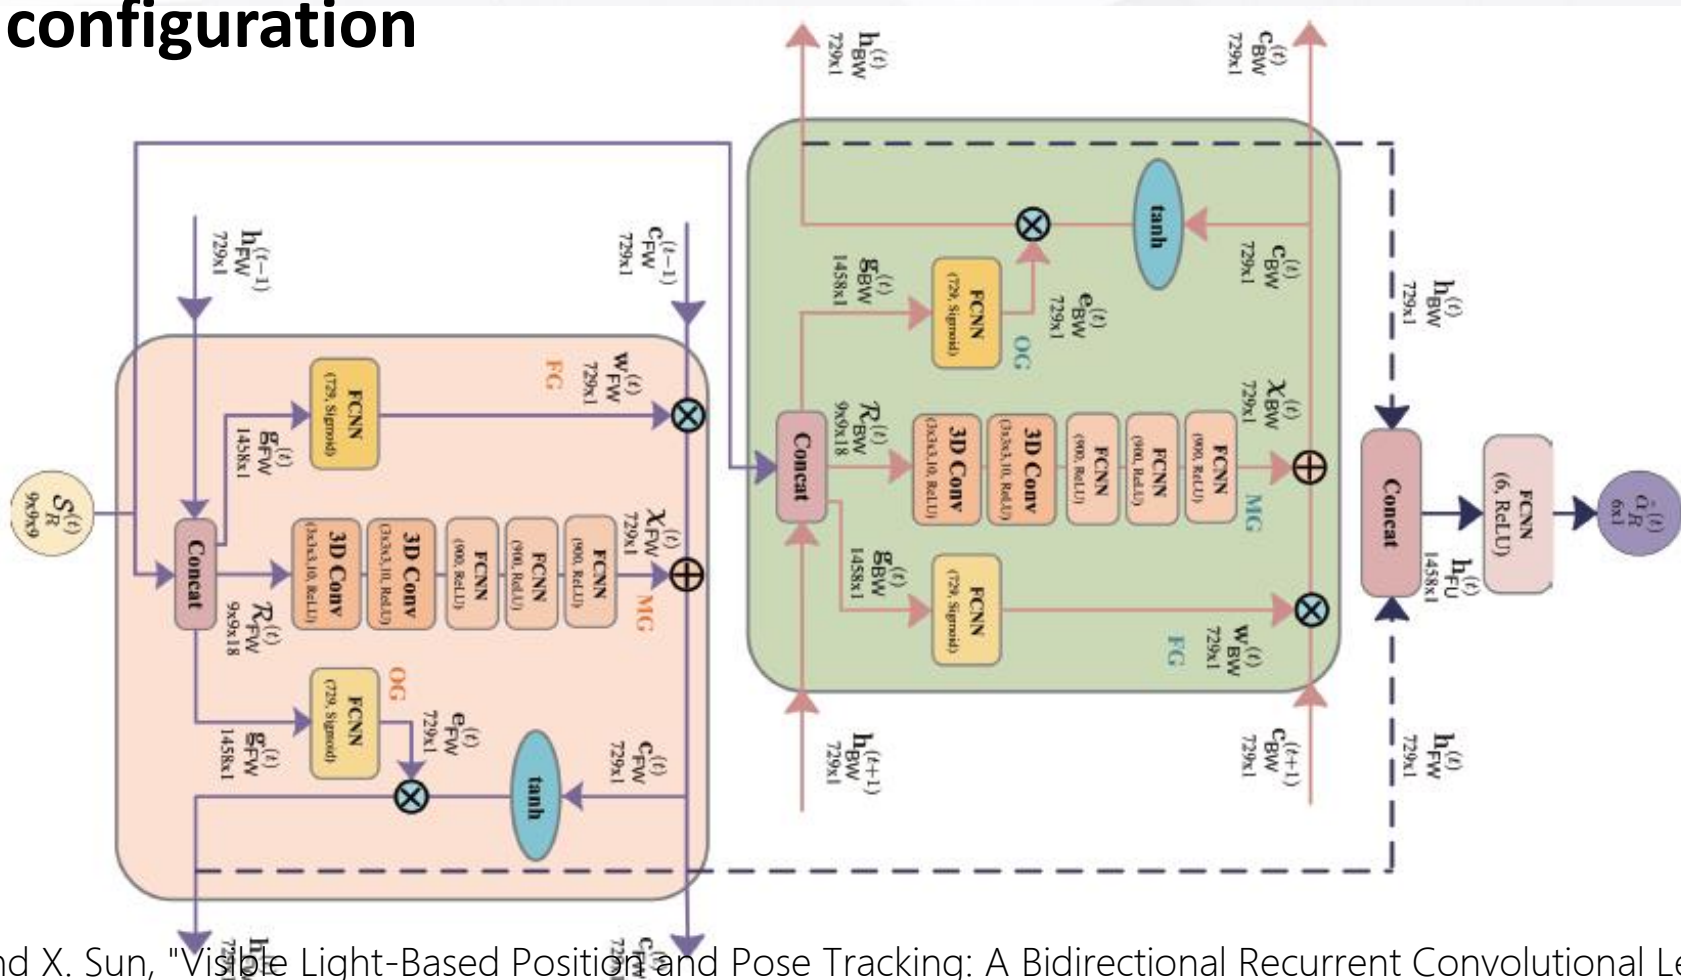 configuration
h_BW^(t)
729x1
c_BW^(t)
729x1
h_FW^(t−1)
729x1
c_FW^(t−1)
729x1
tanh
c_BW^(t)
729x1
g_BW^(t)
1458x1
FCNN
(729, Sigmoid)
e_BW^(t)
729x1
OG
h_BW^(t)
729x1
Concat
R_BW^(t)
9x9x18
3D Conv
(3x3x3,10, ReLU)
3D Conv
(3x3x3,10, ReLU)
FCNN
(900, ReLU)
FCNN
(900, ReLU)
FCNN
(900, ReLU)
X_BW^(t)
729x1
MG
g_BW^(t)
1458x1
FCNN
(729, Sigmoid)
w_BW^(t)
729x1
FG
h_BW^(t+1)
729x1
c_BW^(t+1)
729x1
Concat
h_FU^(t)
1458x1
FCNN
(6, ReLU)
α̂_R^(t)
6x1
h_FW^(t)
729x1
S_R^(t)
9x9x9
g_FW^(t)
1458x1
FCNN
(729, Sigmoid)
w_FW^(t)
729x1
FG
Concat
R_FW^(t)
9x9x18
3D Conv
(3x3x3,10, ReLU)
3D Conv
(3x3x3,10, ReLU)
FCNN
(900, ReLU)
FCNN
(900, ReLU)
FCNN
(900, ReLU)
X_FW^(t)
729x1
MG
g_FW^(t)
1458x1
FCNN
(729, Sigmoid)
OG
e_FW^(t)
729x1
tanh
c_FW^(t)
729x1
nd X. Sun, "Visible Light-Based Position and Pose Tracking: A Bidirectional Recurrent Convolutional Le